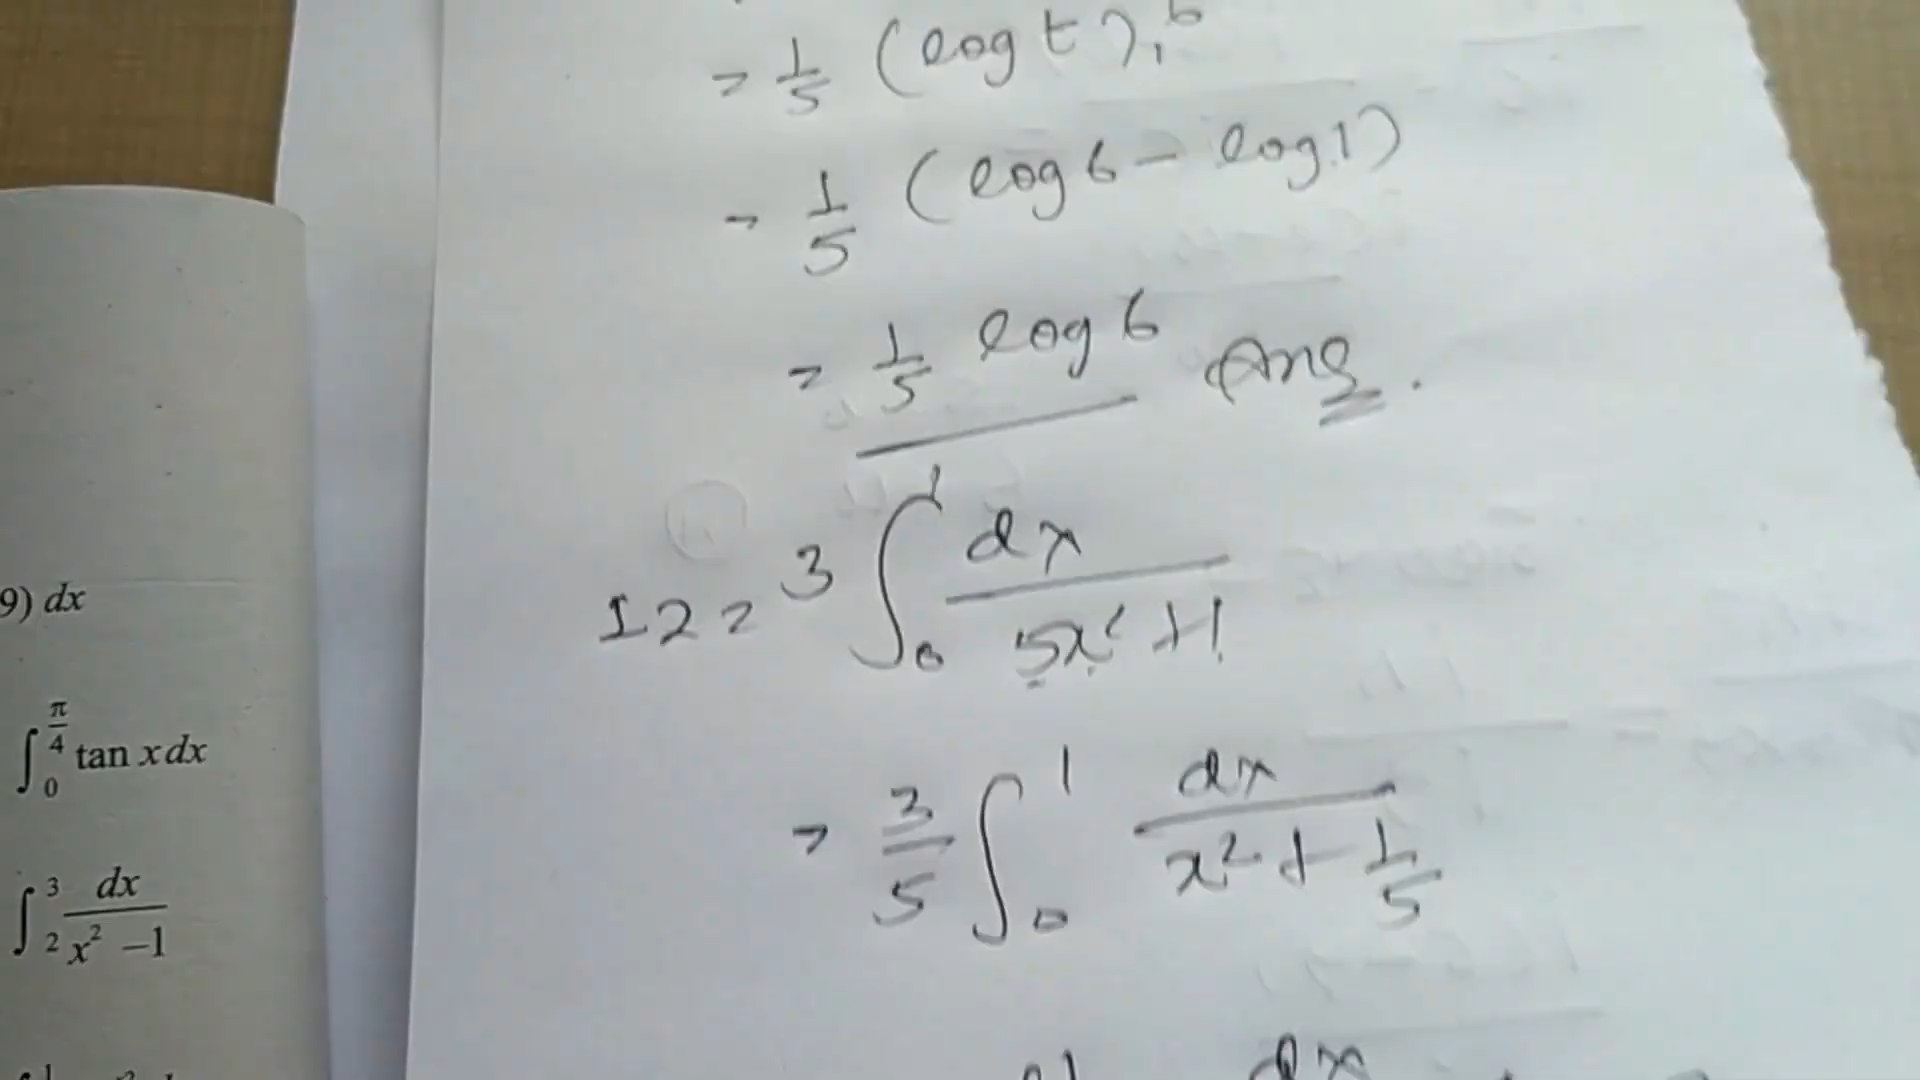 = 1/5 (log t)₁⁶
= 1/5 (log 6 - log 1)
= 1/5 log 6 Ans.
I2 = 3 ∫₀¹ dx / 5x² + 1
= 3/5 ∫₀¹ dx / x² + 1/5
dx
9) dx
∫₀^(π/4) tan x dx
∫₂³ dx / x² − 1